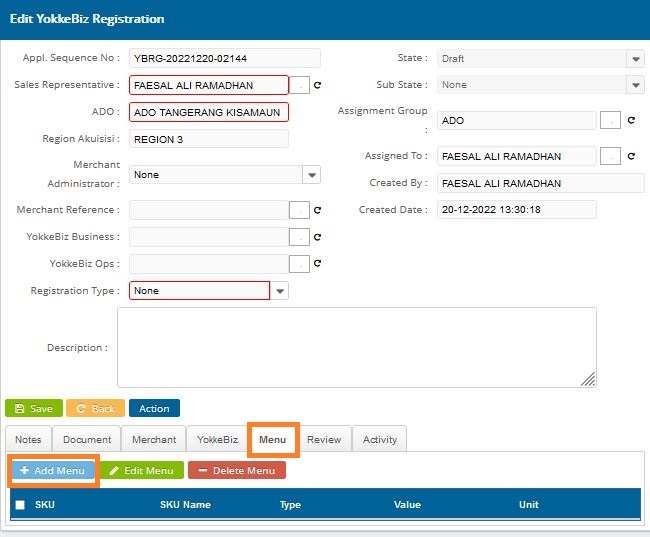 Edit YokkeBiz Registration
Appl. Sequence No : YBRG-20221220-02144 State : Draft
Sales Representative : FAESAL ALI RAMADHAN Sub State : None
ADO : ADO TANGERANG KISAMAUN Assignment Group : ADO
Region Akuisisi : REGION 3 Assigned To : FAESAL ALI RAMADHAN
Merchant Administrator : None Created By : FAESAL ALI RAMADHAN
Merchant Reference : Created Date : 20-12-2022 13:30:18
YokkeBiz Business :
YokkeBiz Ops :
Registration Type : None
Description :
Save Back Action
Notes Document Merchant YokkeBiz Menu Review Activity
Add Menu Edit Menu Delete Menu
SKU SKU Name Type Value Unit